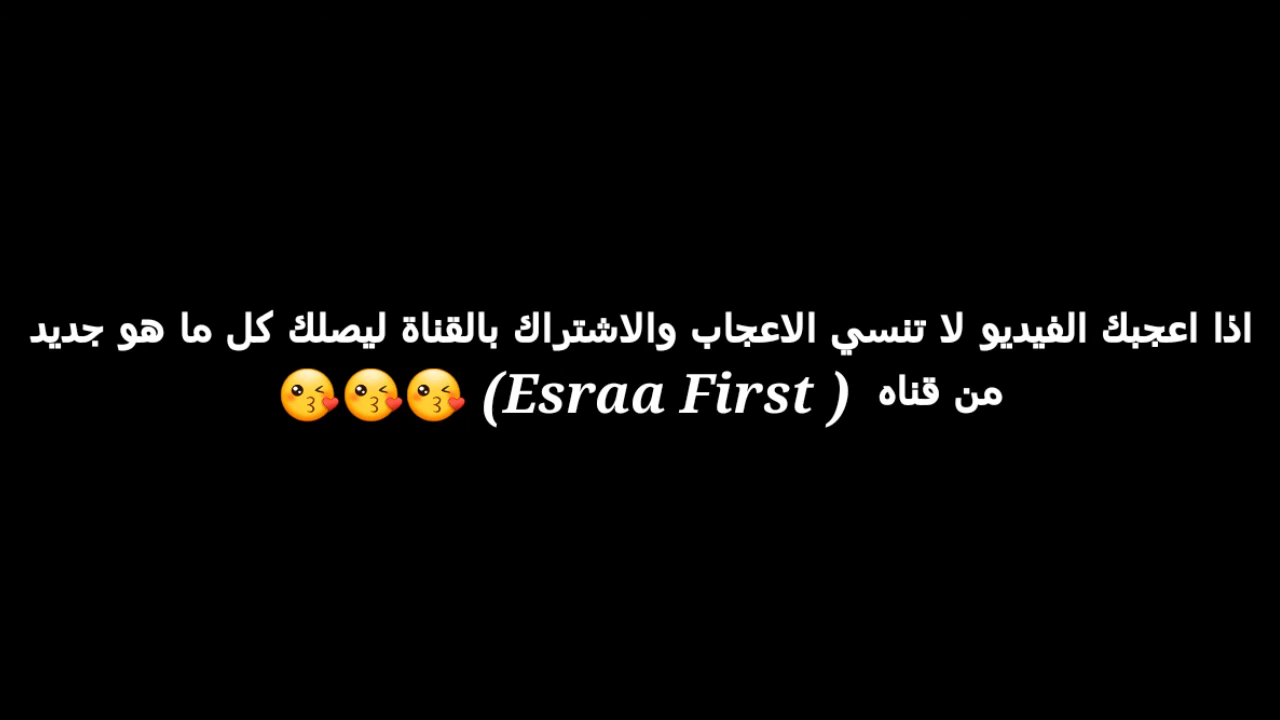 اذا اعجبك الفيديو لا تنسي الاعجاب والاشتراك بالقناة ليصلك كل ما هو جديد
من قناه (Esraa First ) 😘😘😘